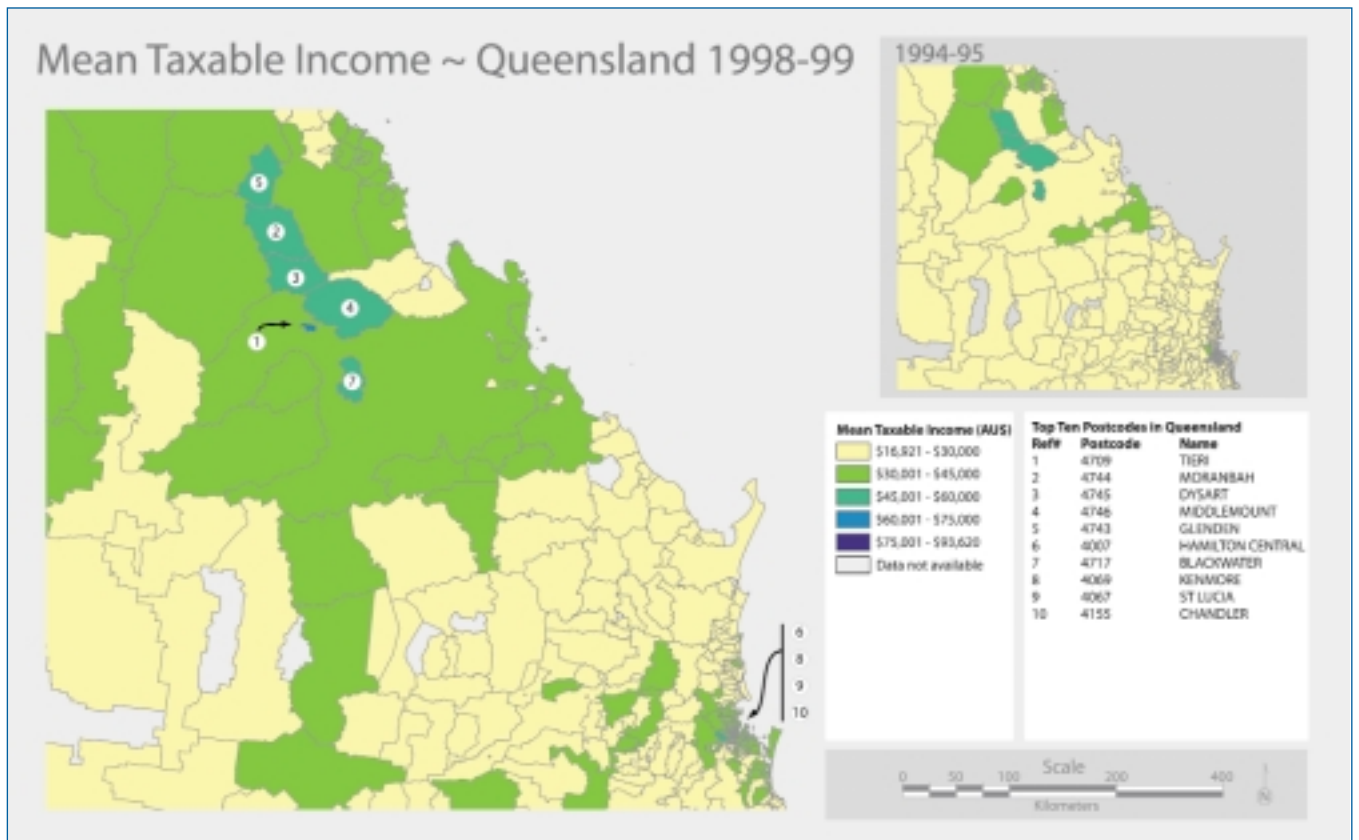 Mean Taxable Income ~ Queensland 1998-99
1994-95
5
2
3
4
1
7
6
8
9
10
Mean Taxable Income (AUS)
$16,921 - $30,000
$30,001 - $45,000
$45,001 - $60,000
$60,001 - $75,000
$75,001 - $93,620
Data not available
Top Ten Postcodes in Queensland
Ref# Postcode Name
1 4709 TIERI
2 4744 MORANBAH
3 4745 DYSART
4 4746 MIDDLEMOUNT
5 4743 GLENDEN
6 4007 HAMILTON CENTRAL
7 4717 BLACKWATER
8 4069 KENMORE
9 4067 ST LUCIA
10 4155 CHANDLER
Scale
0 50 100 200 400
Kilometers
N